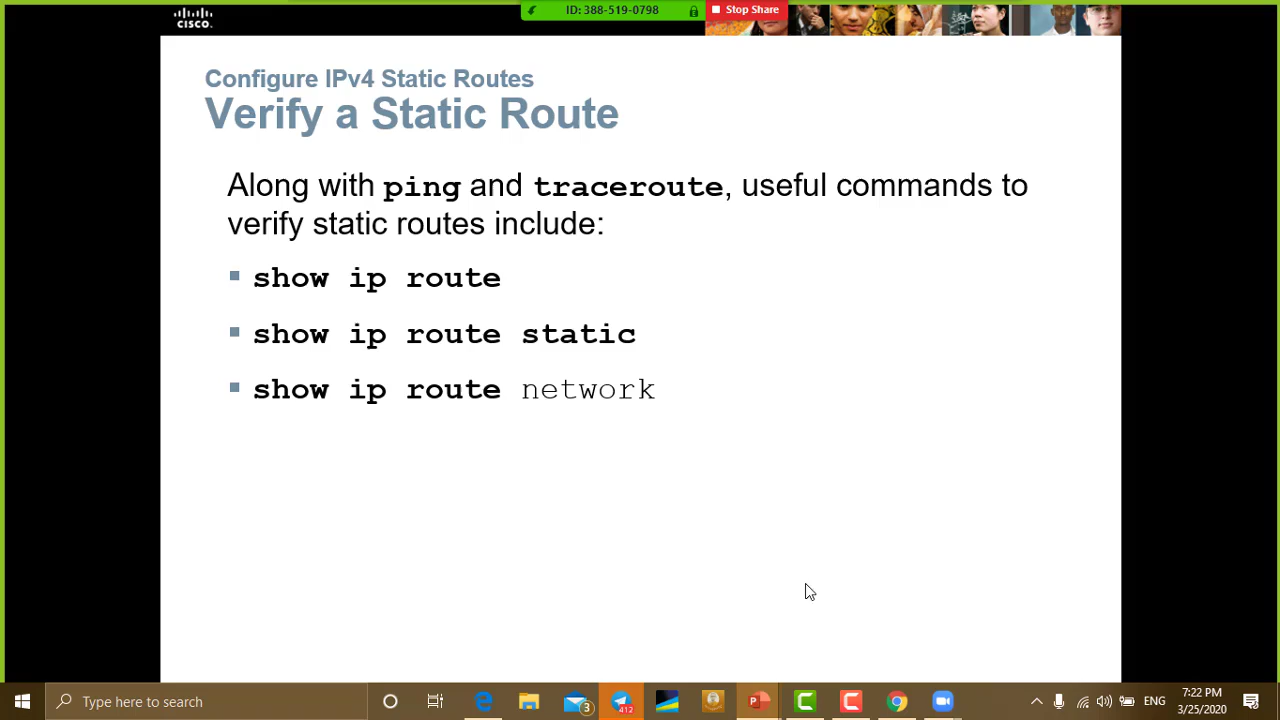 CISCO.
ID: 388-519-0798
Stop Share
Configure IPv4 Static Routes
Verify a Static Route
Along with ping and traceroute, useful commands to
verify static routes include:
show ip route
show ip route static
show ip route network
Type here to search
3
412
ENG
7:22 PM
3/25/2020